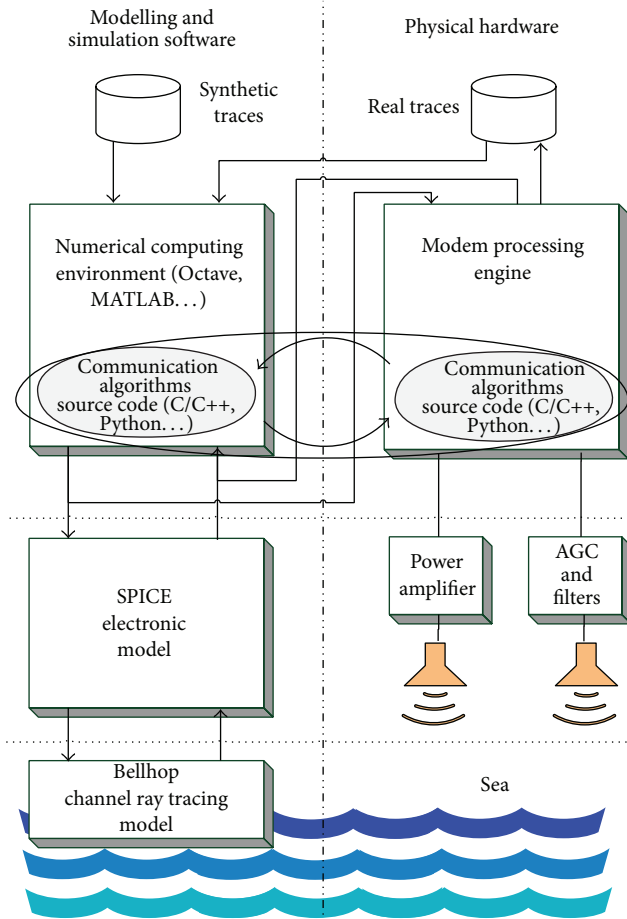 Modelling and
simulation software
Physical hardware
Synthetic
traces
Real traces
Numerical computing
environment (Octave,
MATLAB...)
Modem processing
engine
Communication
algorithms
source code (C/C++,
Python...)
Communication
algorithms
source code (C/C++,
Python...)
SPICE
electronic
model
Power
amplifier
AGC
and
filters
Bellhop
channel ray tracing
model
Sea